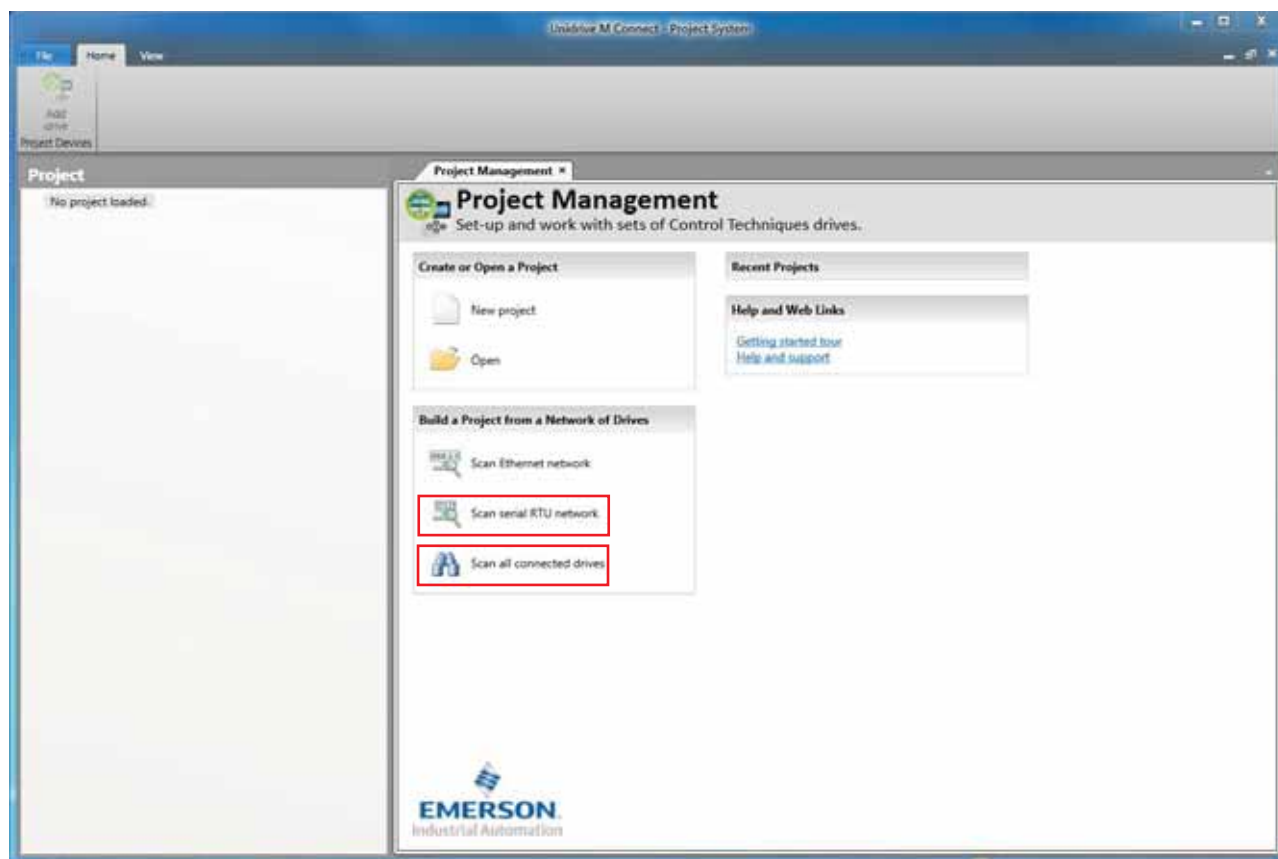 Unidrive M Connect - Project System
File Home View
Add
drive
Project Devices
Project
No project loaded.
Project Management ×
Project Management
Set-up and work with sets of Control Techniques drives.
Create or Open a Project
New project
Open
Recent Projects
Help and Web Links
Getting started tour
Help and support
Build a Project from a Network of Drives
Scan Ethernet network
Scan serial RTU network
Scan all connected drives
EMERSON.
Industrial Automation